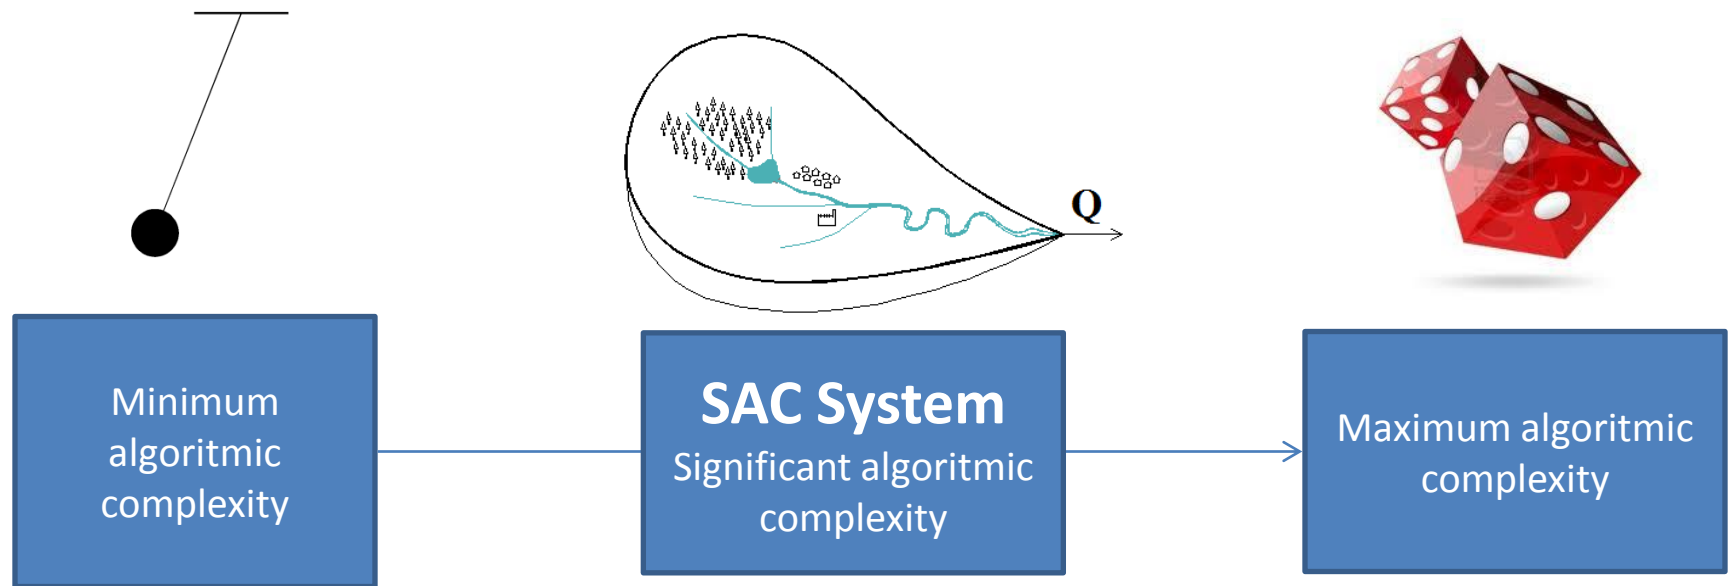 Q
Minimum
algoritmic
complexity
SAC System
Significant algoritmic
complexity
Maximum algoritmic
complexity